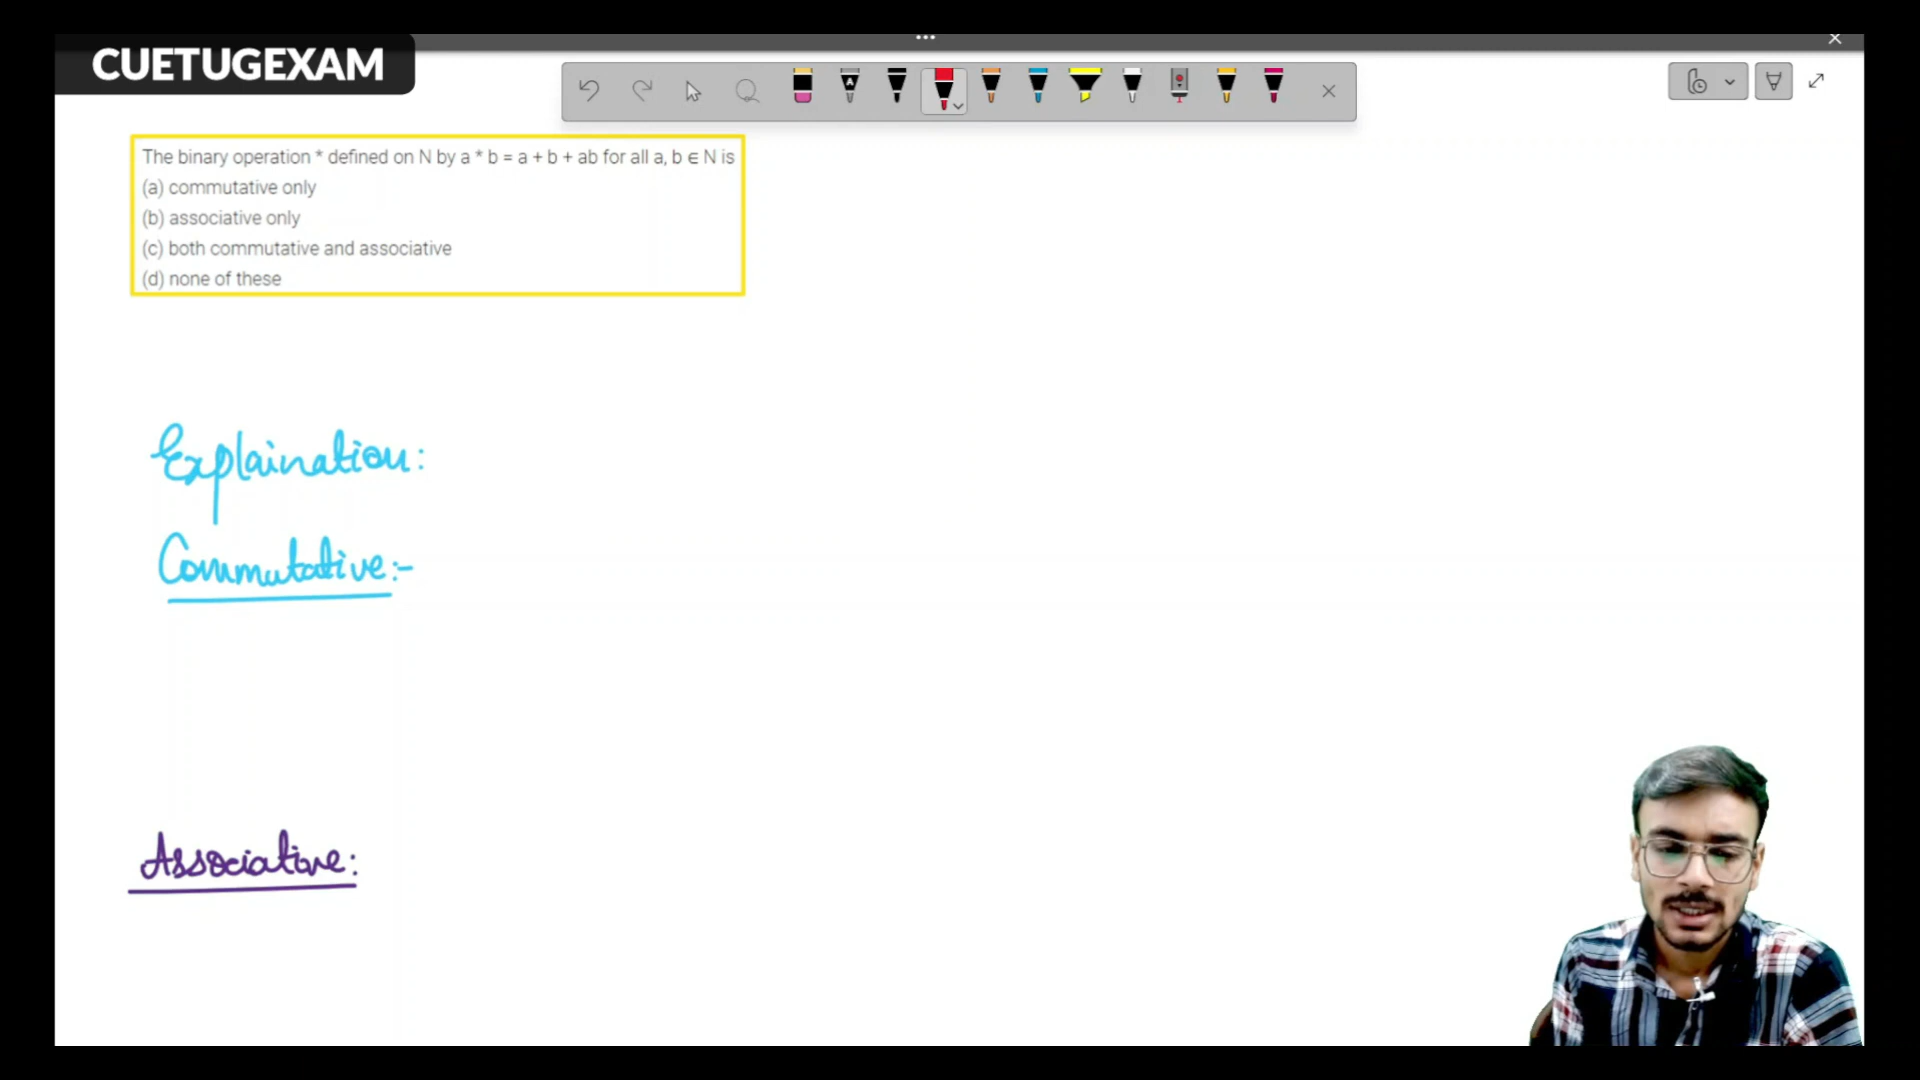 CUETUGEXAM
The binary operation * defined on N by a * b = a + b + ab for all a, b ∈ N is
(a) commutative only
(b) associative only
(c) both commutative and associative
(d) none of these
Explaination:
Commutative:-
Associative: